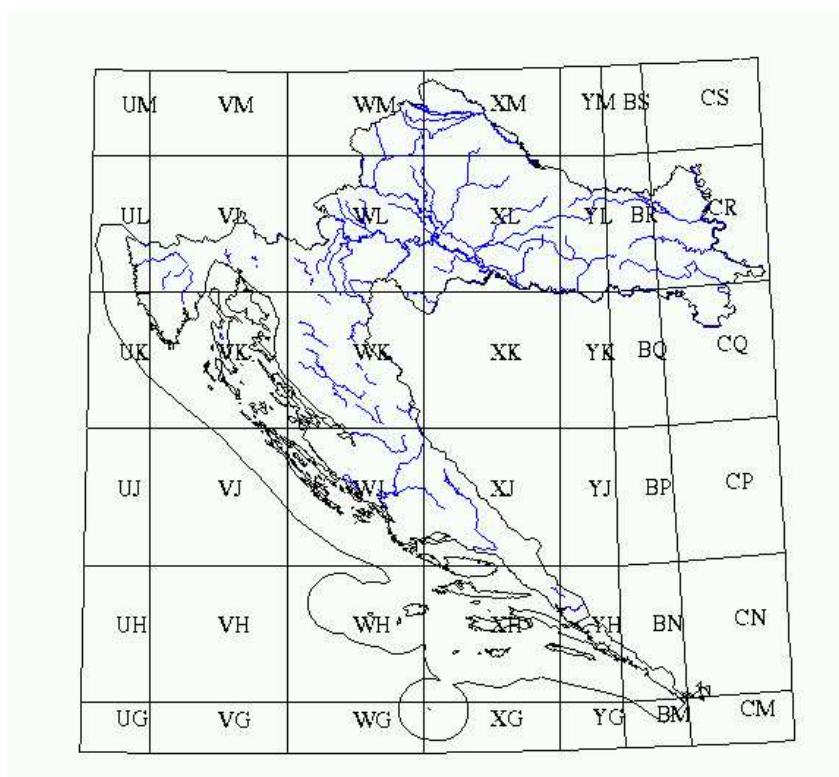 UM VM WM XM YM BS CS
UL VL WL XL YL BR CR
UK VK WK XK YK BQ CQ
UJ VJ WJ XJ YJ BP CP
UH VH WH XH YH BN CN
UG VG WG XG YG BM CM